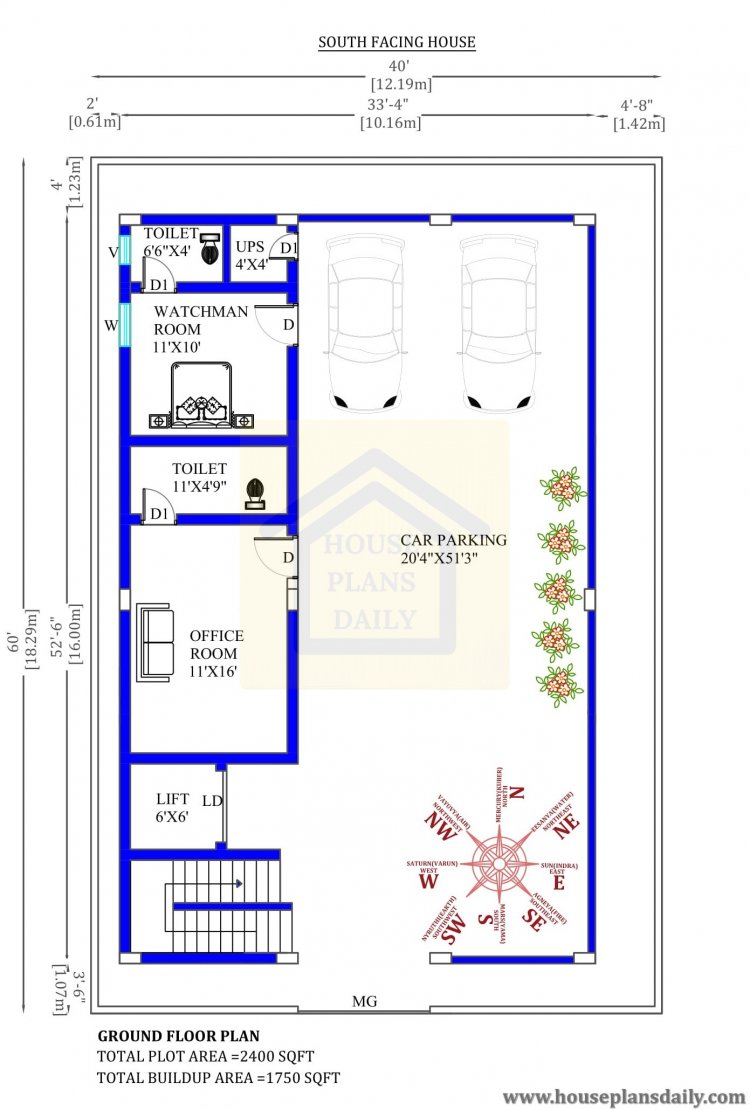 SOUTH FACING HOUSE
40'
[12.19m]
2'
[0.61m]
33'-4"
[10.16m]
4'-8"
[1.42m]
4'
[1.23m]
60'
[18.29m]
52'-6"
[16.00m]
3'-6"
[1.07m]
TOILET
6'6"X4'
UPS
4'X4'
D1
V
D1
W
WATCHMAN
ROOM
11'X10'
D
TOILET
11'X4'9"
D1
D
CAR PARKING
20'4"X51'3"
HOUSE
PLANS
DAILY
OFFICE
ROOM
11'X16'
LIFT
6'X6'
LD
N
NORTH
MERCURY(KUBER)
NE
NORTHEAST
EESANYA(WATER)
E
EAST
SUN(INDRA)
SE
SOUTHEAST
AGNEYA(FIRE)
S
SOUTH
MARS(YAMA)
SW
SOUTHWEST
NYRUTHI(EARTH)
W
WEST
SATURN(VARUN)
NW
NORTHWEST
VAYUVYA(AIR)
MG
GROUND FLOOR PLAN
TOTAL PLOT AREA =2400 SQFT
TOTAL BUILDUP AREA =1750 SQFT
www.houseplansdaily.com